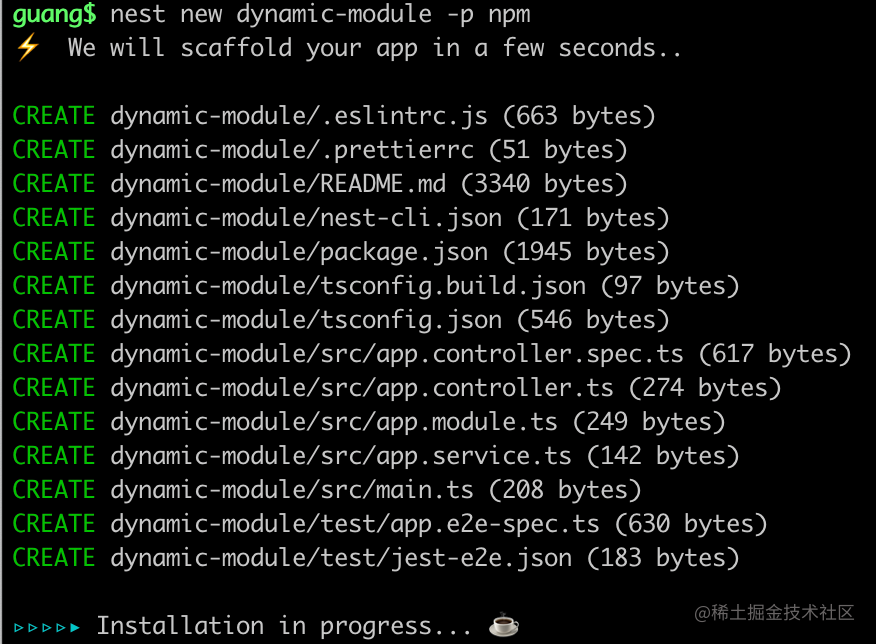 guang$ nest new dynamic-module -p npm
⚡ We will scaffold your app in a few seconds..
CREATE dynamic-module/.eslintrc.js (663 bytes)
CREATE dynamic-module/.prettierrc (51 bytes)
CREATE dynamic-module/README.md (3340 bytes)
CREATE dynamic-module/nest-cli.json (171 bytes)
CREATE dynamic-module/package.json (1945 bytes)
CREATE dynamic-module/tsconfig.build.json (97 bytes)
CREATE dynamic-module/tsconfig.json (546 bytes)
CREATE dynamic-module/src/app.controller.spec.ts (617 bytes)
CREATE dynamic-module/src/app.controller.ts (274 bytes)
CREATE dynamic-module/src/app.module.ts (249 bytes)
CREATE dynamic-module/src/app.service.ts (142 bytes)
CREATE dynamic-module/src/main.ts (208 bytes)
CREATE dynamic-module/test/app.e2e-spec.ts (630 bytes)
CREATE dynamic-module/test/jest-e2e.json (183 bytes)
▹▹▹▹▸ Installation in progress... ☕
@稀土掘金技术社区